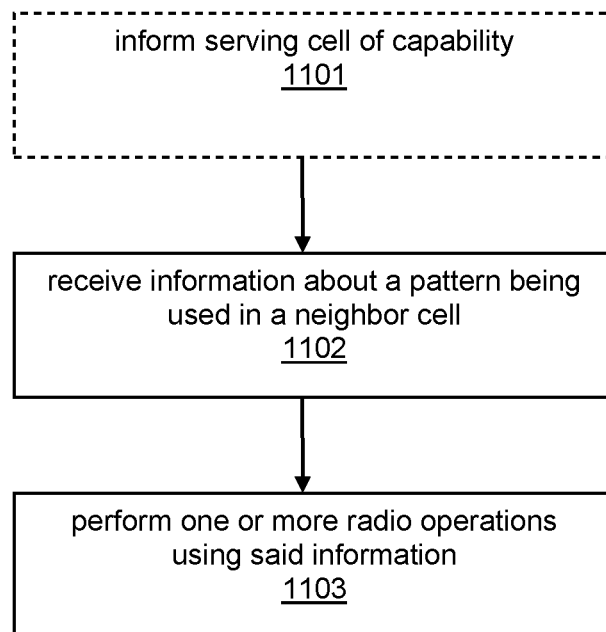 inform serving cell of capability
1101
receive information about a pattern being
used in a neighbor cell
1102
perform one or more radio operations
using said information
1103